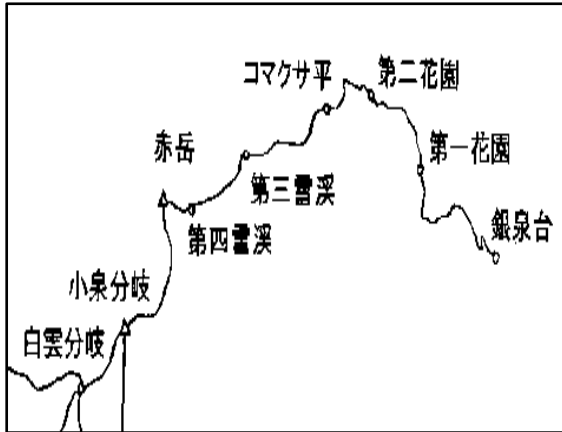 コマクサ平
第二花園
赤岳
第一花園
第三雪渓
第四雪渓
銀泉台
小泉分岐
白雲分岐